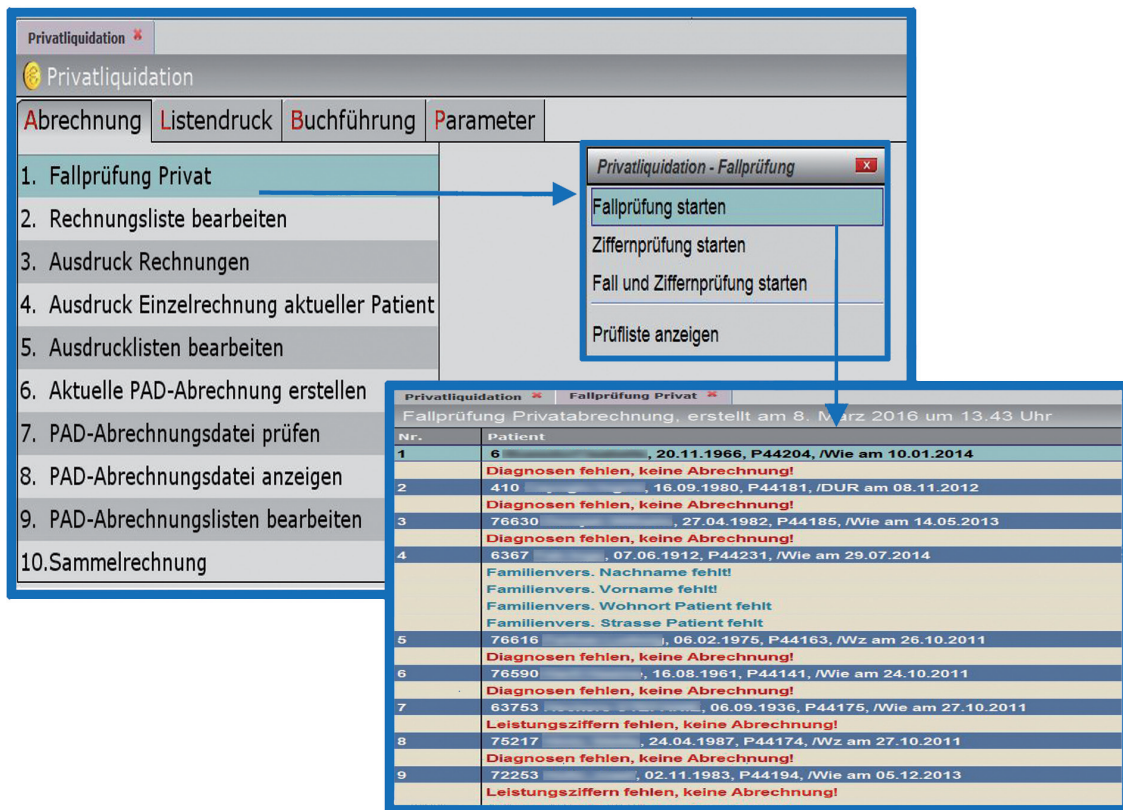 Privatliquidation
Privatliquidation
Abrechnung Listendruck Buchführung Parameter
1. Fallprüfung Privat
2. Rechnungsliste bearbeiten
3. Ausdruck Rechnungen
4. Ausdruck Einzelrechnung aktueller Patient
5. Ausdrucklisten bearbeiten
6. Aktuelle PAD-Abrechnung erstellen
7. PAD-Abrechnungsdatei prüfen
8. PAD-Abrechnungsdatei anzeigen
9. PAD-Abrechnungslisten bearbeiten
10.Sammelrechnung
Privatliquidation - Fallprüfung
Fallprüfung starten
Ziffernprüfung starten
Fall und Ziffernprüfung starten
Prüfliste anzeigen
Privatliquidation Fallprüfung Privat
Fallprüfung Privatabrechnung, erstellt am 8. März 2016 um 13.43 Uhr
Nr. Patient
1 6 , 20.11.1966, P44204, /Wie am 10.01.2014
Diagnosen fehlen, keine Abrechnung!
2 410 , 16.09.1980, P44181, /DUR am 08.11.2012
Diagnosen fehlen, keine Abrechnung!
3 76630 , 27.04.1982, P44185, /Wie am 14.05.2013
Diagnosen fehlen, keine Abrechnung!
4 6367 , 07.06.1912, P44231, /Wie am 29.07.2014
Familienvers. Nachname fehlt!
Familienvers. Vorname fehlt!
Familienvers. Wohnort Patient fehlt
Familienvers. Strasse Patient fehlt
5 76616 , 06.02.1975, P44163, /Wz am 26.10.2011
Diagnosen fehlen, keine Abrechnung!
6 76590 , 16.08.1961, P44141, /Wie am 24.10.2011
Diagnosen fehlen, keine Abrechnung!
7 63753 , 06.09.1936, P44175, /Wie am 27.10.2011
Leistungsziffern fehlen, keine Abrechnung!
8 75217 , 24.04.1987, P44174, /Wz am 27.10.2011
Diagnosen fehlen, keine Abrechnung!
9 72253 , 02.11.1983, P44194, /Wie am 05.12.2013
Leistungsziffern fehlen, keine Abrechnung!